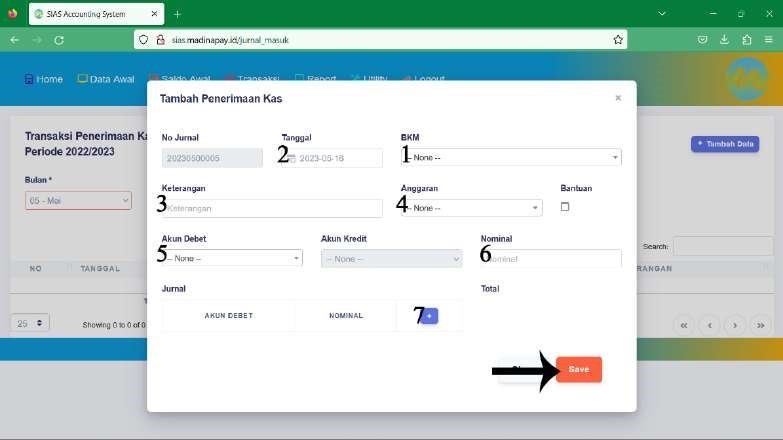 SIAS Accounting System
sias.madinapay.id/jurnal_masuk
Home Data Awal Saldo Awal Transaksi Report Utility Logout
Tambah Penerimaan Kas
Transaksi Penerimaan Ka
Periode 2022/2023
Tambah Data
No Jurnal Tanggal BKM
20230500005 2 2023-05-16 1 -- None --
Bulan *
05 - Mei
Keterangan Anggaran Bantuan
3 Keterangan 4 -- None --
Akun Debet Akun Kredit Nominal
5 -- None -- -- None -- 6 Nominal
Search:
NO TANGGAL RANGAN
Jurnal Total
AKUN DEBET NOMINAL 7 +
25 Showing 0 to 0 of 0
Save